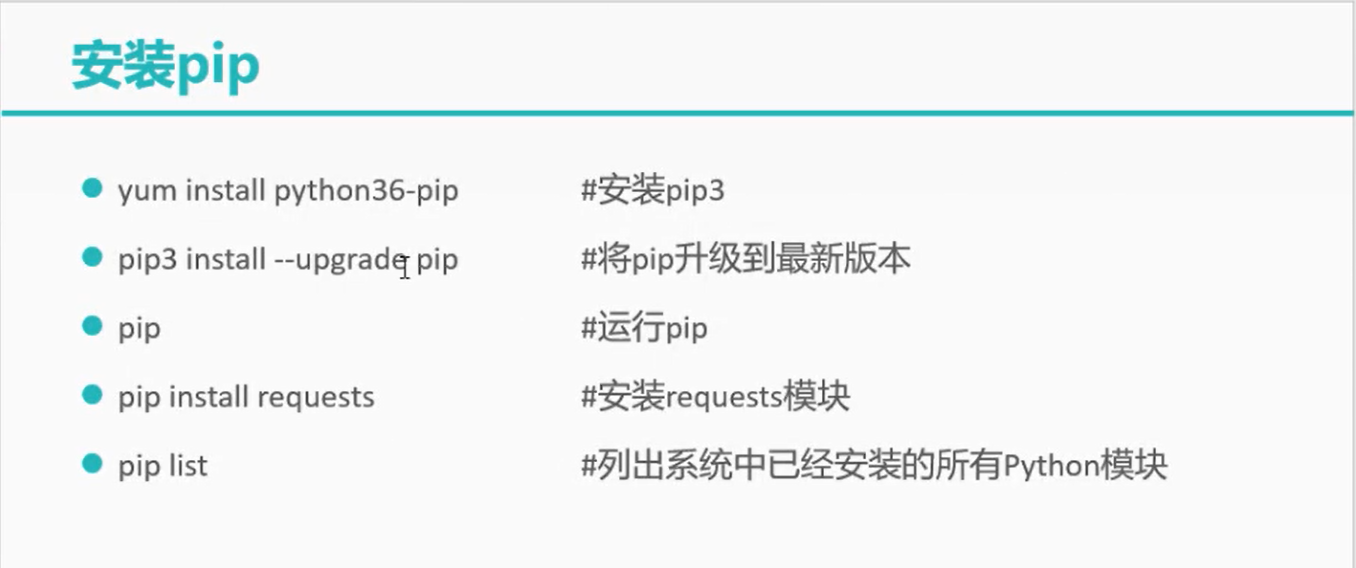 安装pip
yum install python36-pip #安装pip3
pip3 install --upgrade pip #将pip升级到最新版本
pip #运行pip
pip install requests #安装requests模块
pip list #列出系统中已经安装的所有Python模块